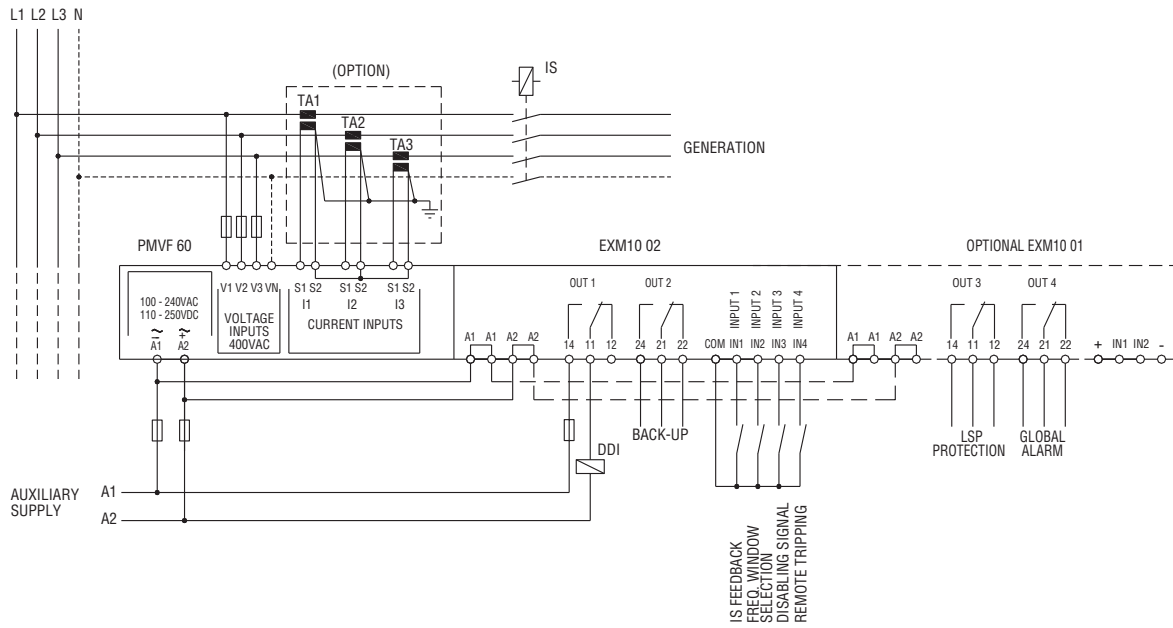 L1 L2 L3 N
IS
(OPTION)
TA1
TA2
TA3
GENERATION
PMVF 60
EXM10 02
OPTIONAL EXM10 01
100 - 240VAC
110 - 250VDC
~ ~
- +
A1 A2
V1 V2 V3 VN
VOLTAGE
INPUTS
400VAC
S1 S2 S1 S2 S1 S2
I1 I2 I3
CURRENT INPUTS
A1 A1 A2 A2
OUT 1
14 11 12
OUT 2
24 21 22
INPUT 1
INPUT 2
INPUT 3
INPUT 4
COM IN1 IN2 IN3 IN4
A1 A1 A2 A2
OUT 3
14 11 12
OUT 4
24 21 22
+ IN1 IN2 -
BACK-UP
LSP
PROTECTION
GLOBAL
ALARM
DDI
AUXILIARY
SUPPLY
A1
A2
IS FEEDBACK
FREQ. WINDOW
SELECTION
DISABLING SIGNAL
REMOTE TRIPPING